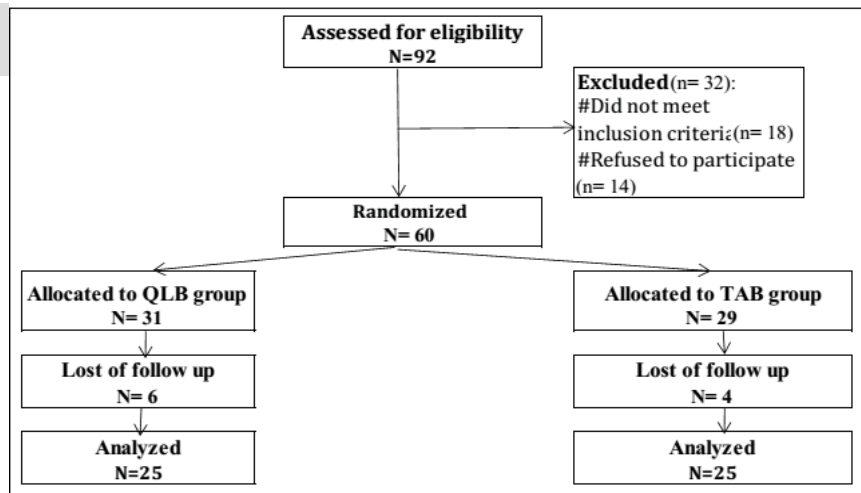 Assessed for eligibility
N=92
Excluded(n= 32):
#Did not meet
inclusion criteria(n= 18)
#Refused to participate
(n= 14)
Randomized
N= 60
Allocated to QLB group
N= 31
Allocated to TAB group
N= 29
Lost of follow up
N= 6
Lost of follow up
N= 4
Analyzed
N=25
Analyzed
N=25